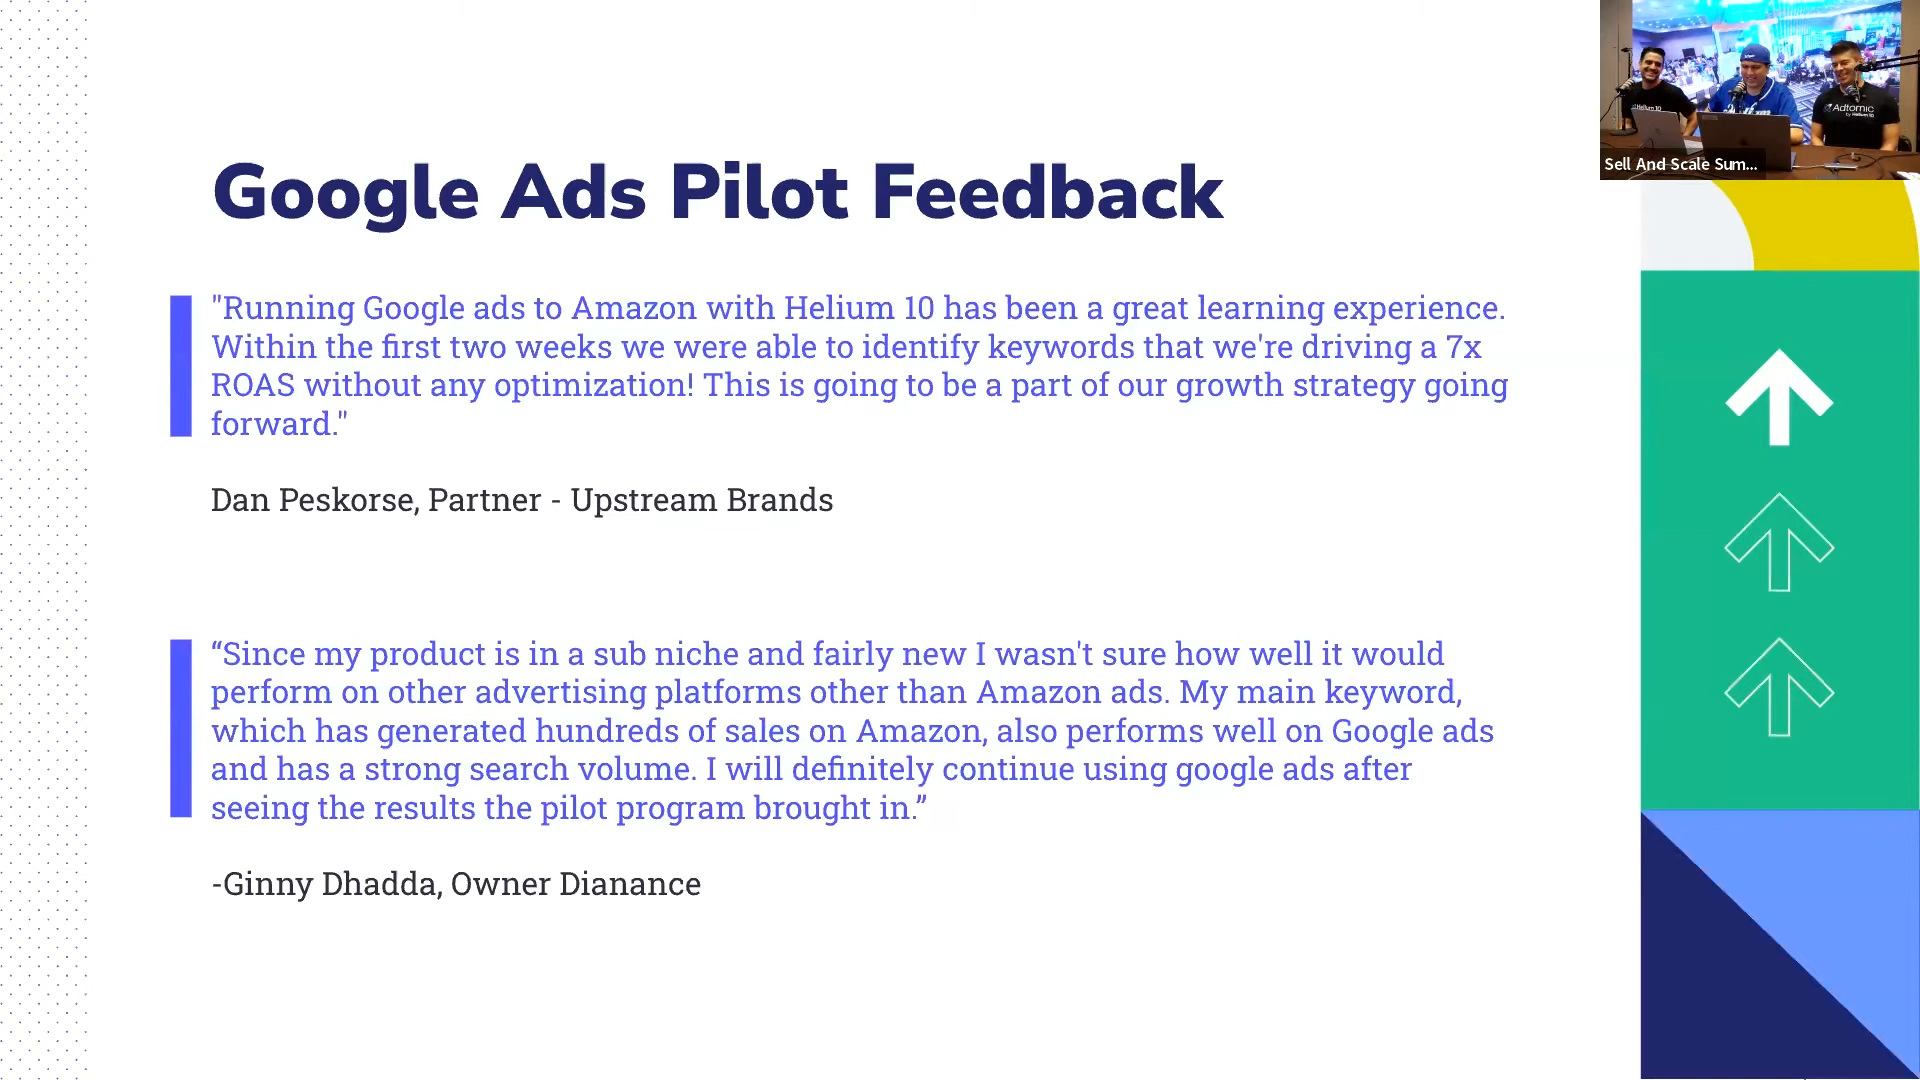 Google Ads Pilot Feedback
"Running Google ads to Amazon with Helium 10 has been a great learning experience.
Within the first two weeks we were able to identify keywords that we're driving a 7x
ROAS without any optimization! This is going to be a part of our growth strategy going
forward."
Dan Peskorse, Partner - Upstream Brands
“Since my product is in a sub niche and fairly new I wasn't sure how well it would
perform on other advertising platforms other than Amazon ads. My main keyword,
which has generated hundreds of sales on Amazon, also performs well on Google ads
and has a strong search volume. I will definitely continue using google ads after
seeing the results the pilot program brought in.”
-Ginny Dhadda, Owner Dianance
Helium 10
Adtomic
by Helium 10
Sell And Scale Sum...